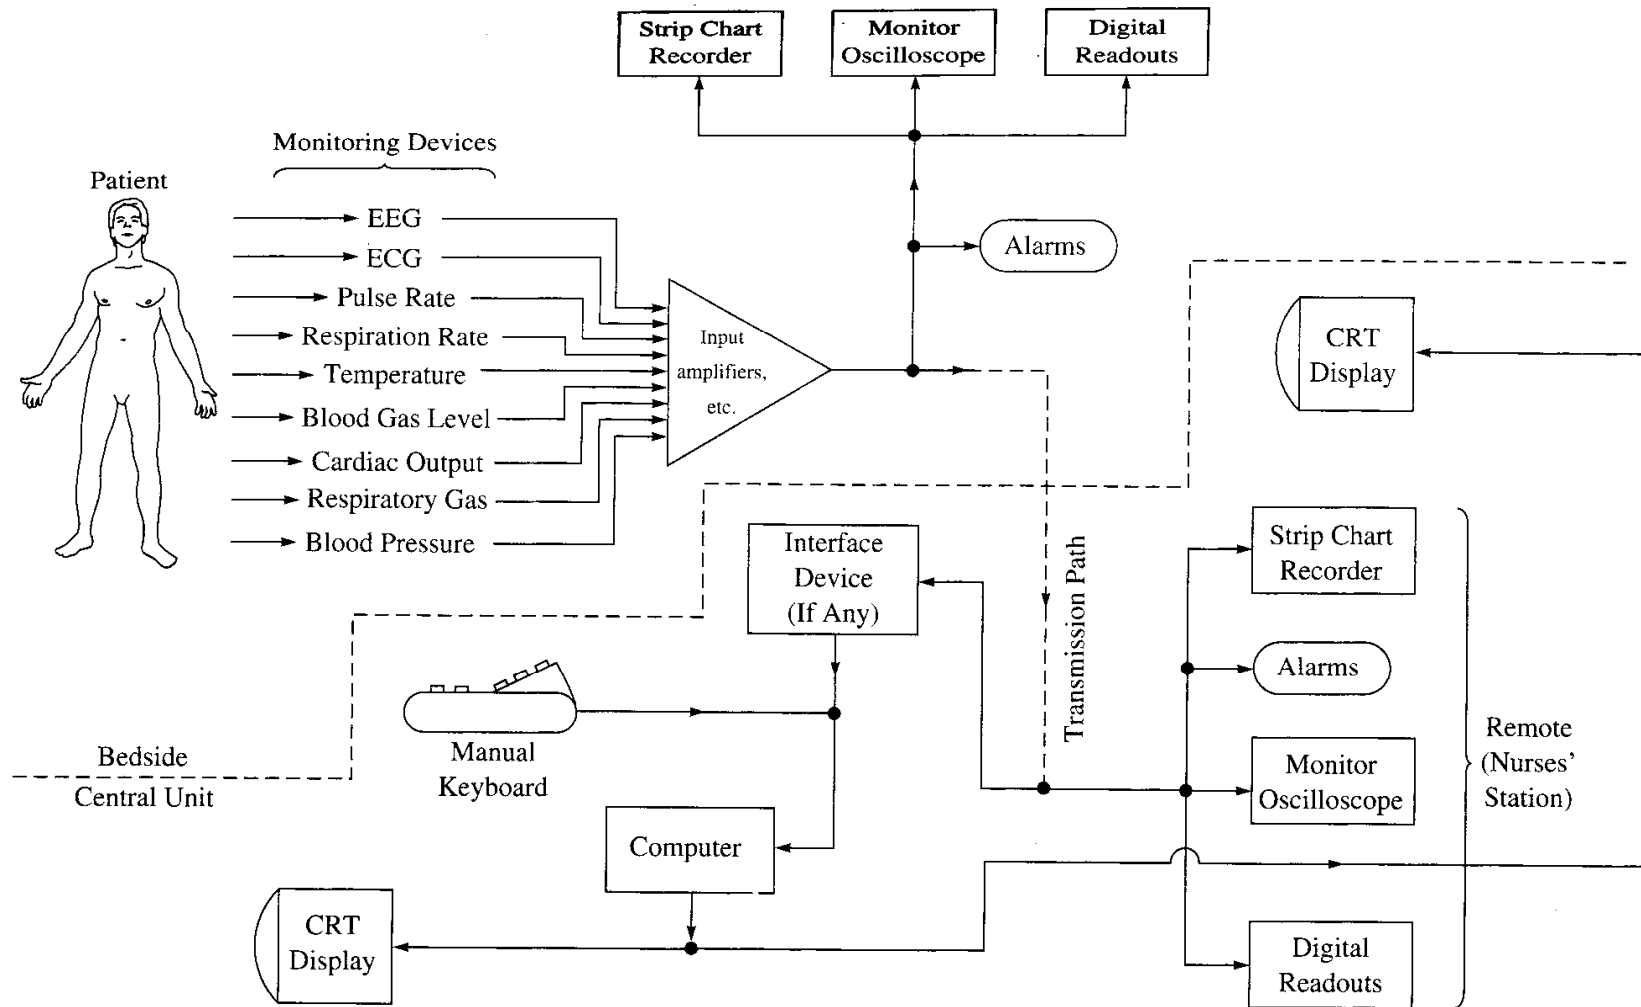 Strip Chart
Recorder
Monitor
Oscilloscope
Digital
Readouts
Monitoring Devices
Patient
EEG
ECG
Pulse Rate
Respiration Rate
Temperature
Blood Gas Level
Cardiac Output
Respiratory Gas
Blood Pressure
Input
amplifiers,
etc.
Alarms
CRT
Display
Interface
Device
(If Any)
Transmission Path
Strip Chart
Recorder
Alarms
Monitor
Oscilloscope
Digital
Readouts
Remote
(Nurses'
Station)
Bedside
Central Unit
Manual
Keyboard
Computer
CRT
Display